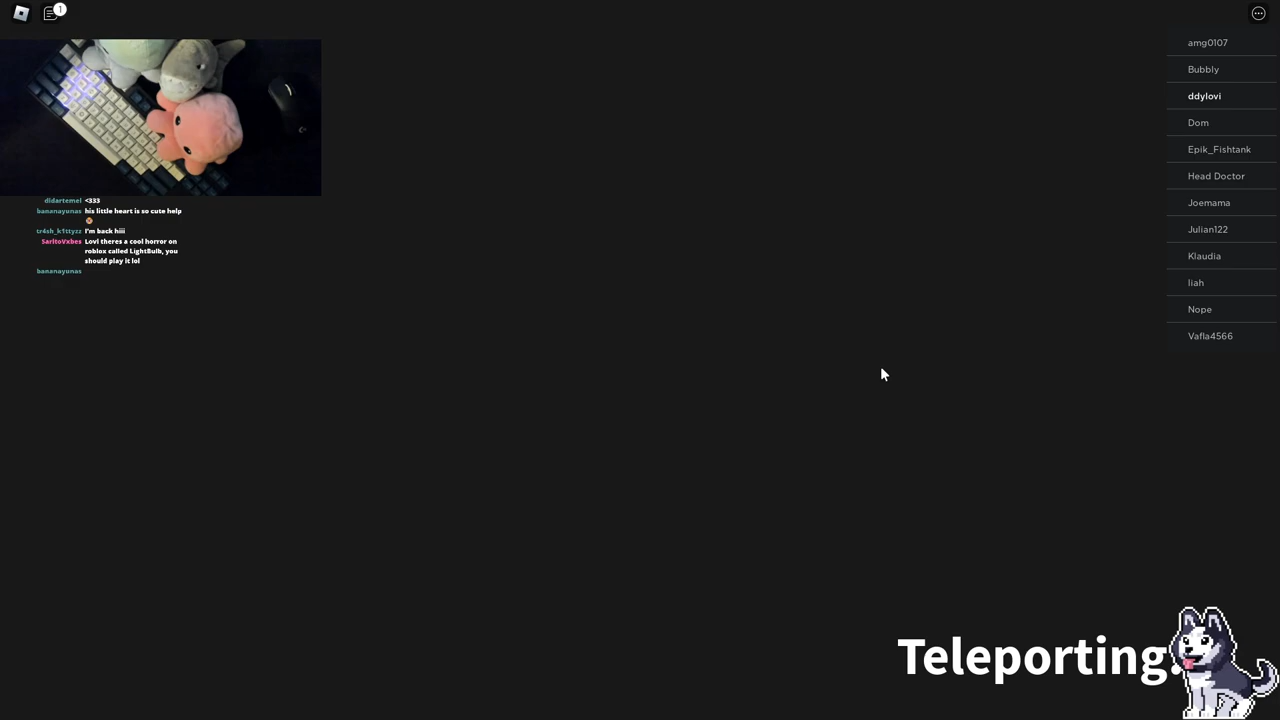 1
didartemel <333
bananayunas his little heart is so cute help
tr4sh_k1ttyzz I'm back hiii
SaritoVxbes Lovi theres a cool horror on
roblox called LightBulb, you
should play it lol
bananayunas
amg0107
Bubbly
ddylovi
Dom
Epik_Fishtank
Head Doctor
Joemama
Julian122
Klaudia
liah
Nope
Vafla4566
Teleporting.